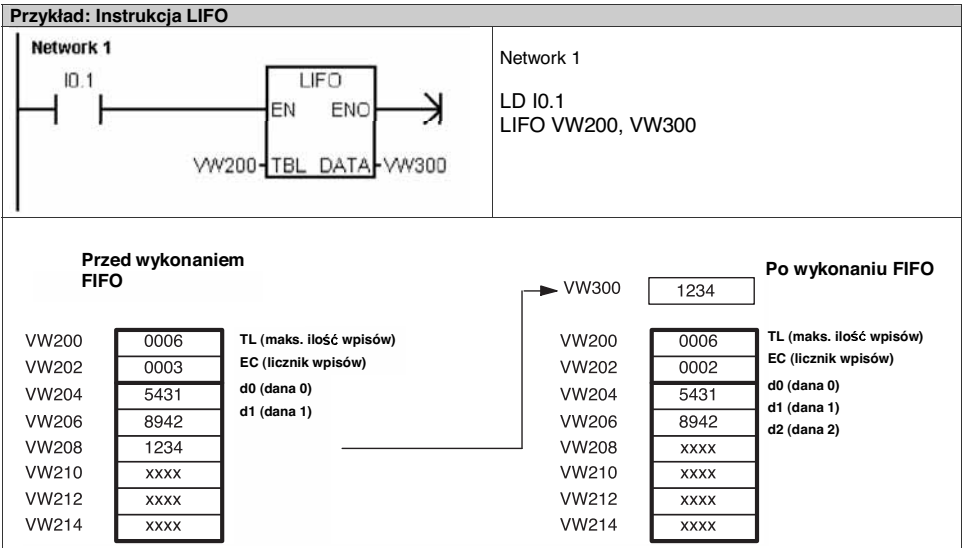 Przykład: Instrukcja LIFO
Network 1
I0.1
LIFO
EN ENO
VW200 TBL DATA VW300
Network 1
LD I0.1
LIFO VW200, VW300
Przed wykonaniem
FIFO
VW200 0006 TL (maks. ilość wpisów)
VW202 0003 EC (licznik wpisów)
VW204 5431 d0 (dana 0)
VW206 8942 d1 (dana 1)
VW208 1234
VW210 xxxx
VW212 xxxx
VW214 xxxx
Po wykonaniu FIFO
VW300 1234
VW200 0006 TL (maks. ilość wpisów)
VW202 0002 EC (licznik wpisów)
VW204 5431 d0 (dana 0)
VW206 8942 d1 (dana 1)
VW208 xxxx d2 (dana 2)
VW210 xxxx
VW212 xxxx
VW214 xxxx